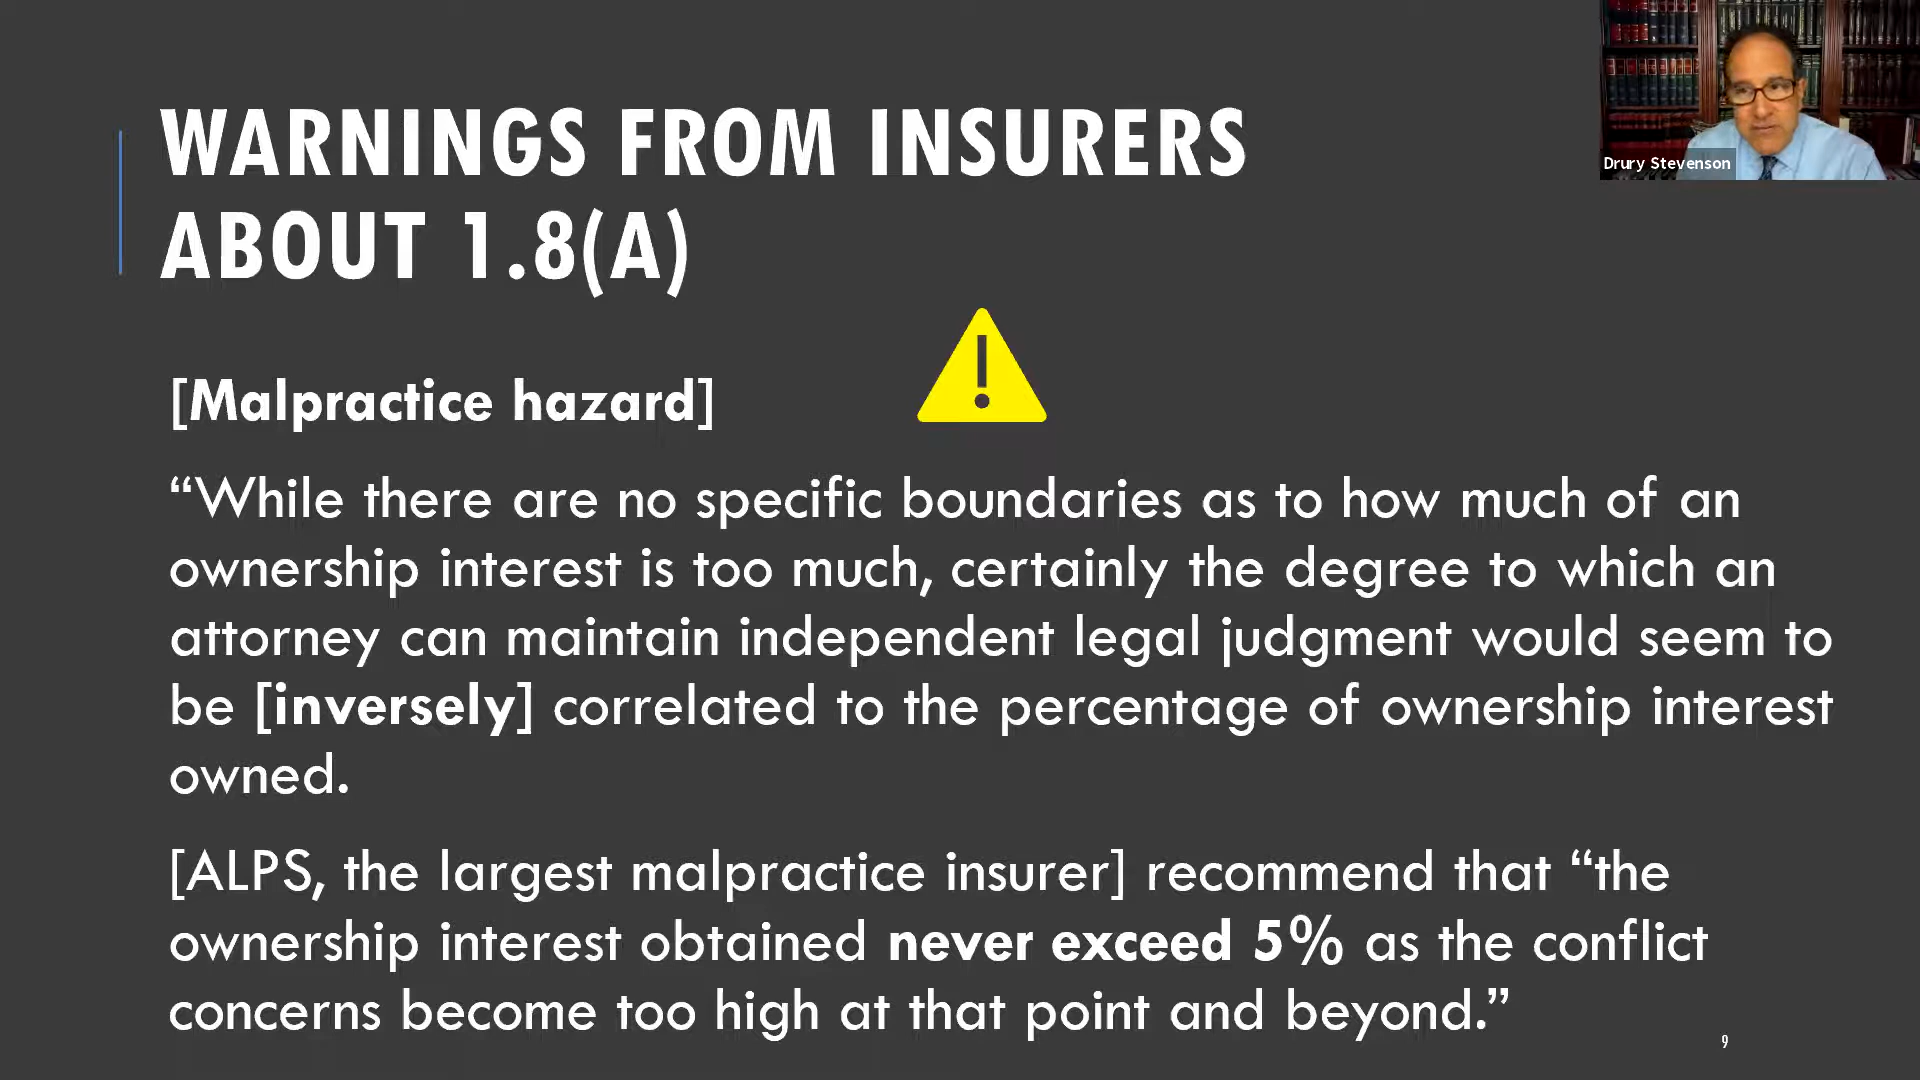 WARNINGS FROM INSURERS
ABOUT 1.8(A)
Drury Stevenson
[Malpractice hazard]
“While there are no specific boundaries as to how much of an
ownership interest is too much, certainly the degree to which an
attorney can maintain independent legal judgment would seem to
be [inversely] correlated to the percentage of ownership interest
owned.
[ALPS, the largest malpractice insurer] recommend that “the
ownership interest obtained never exceed 5% as the conflict
concerns become too high at that point and beyond.”
9